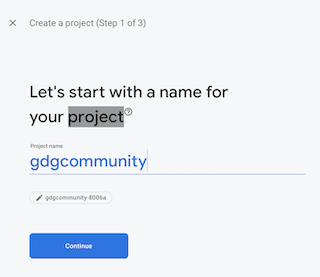 Create a project (Step 1 of 3)
Let's start with a name for
your project
Project name
gdgcommunity
gdgcommunity-8006a
Continue